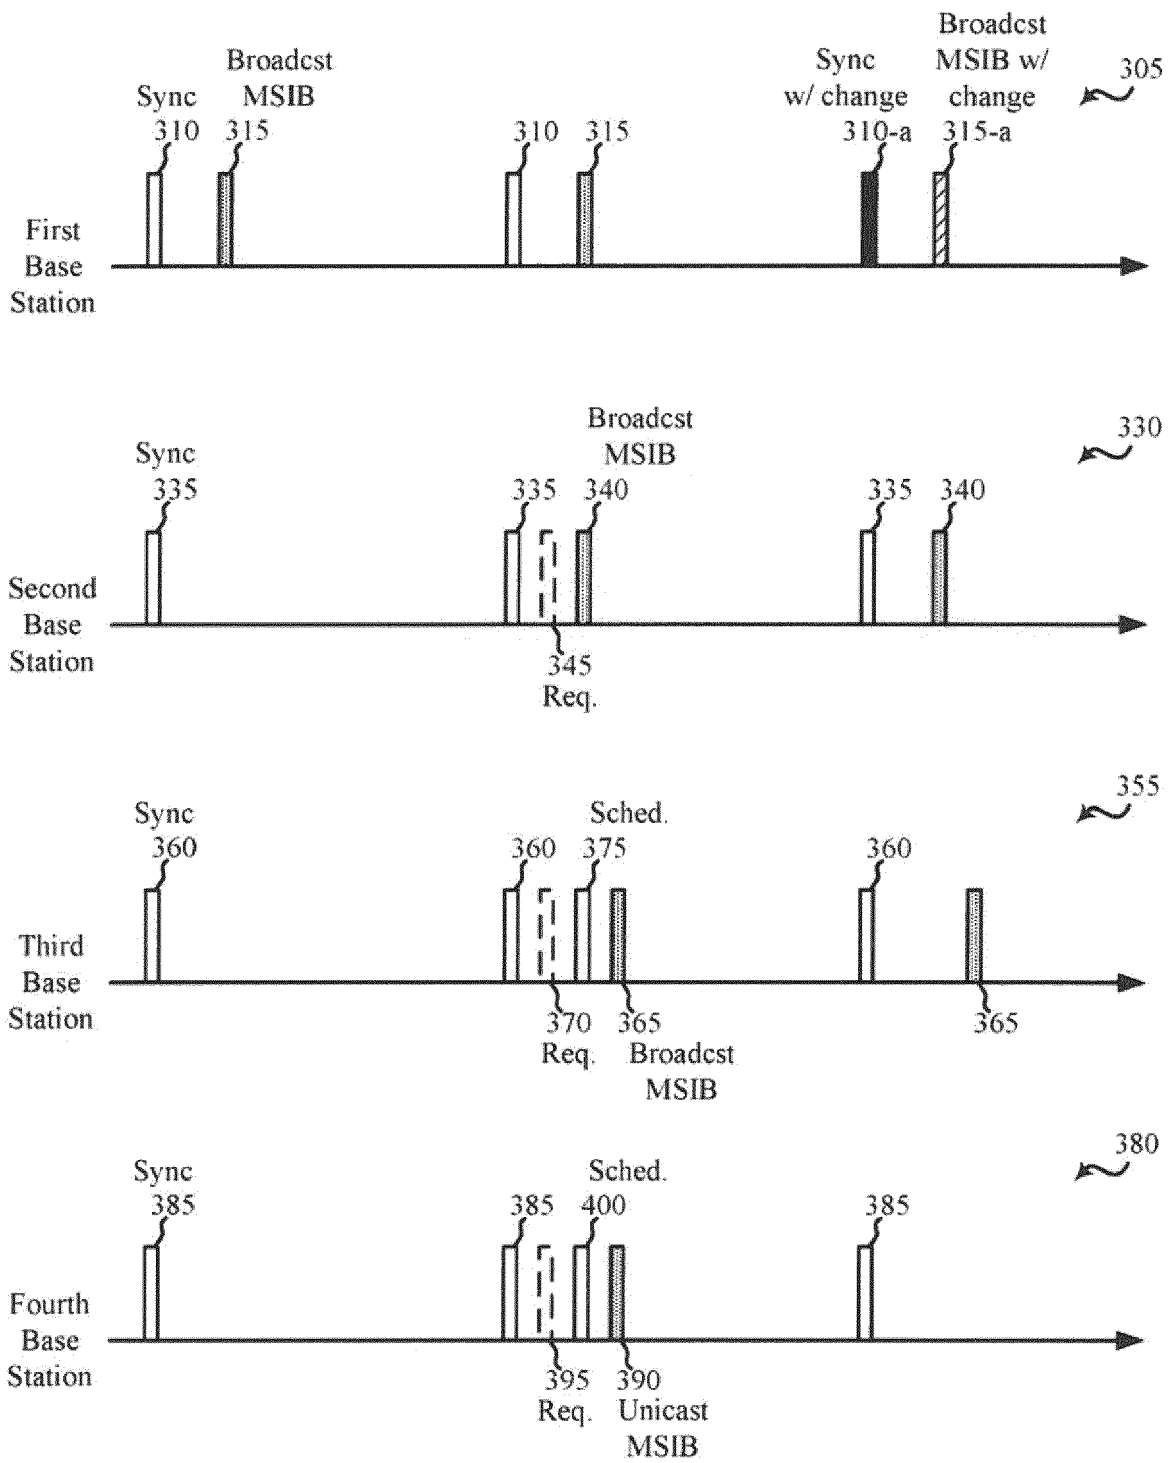 Broadcst
MSIB
Sync
310
315
310
315
Sync
w/ change
310-a
Broadcst
MSIB w/
change
315-a
305
First
Base
Station
Broadcst
MSIB
330
Sync
335
335
340
335
340
Second
Base
Station
345
Req.
355
Sync
360
360
Sched.
375
360
Third
Base
Station
370
Req.
365
Broadcst
MSIB
365
380
Sync
385
385
Sched.
400
385
Fourth
Base
Station
395
Req.
390
Unicast
MSIB